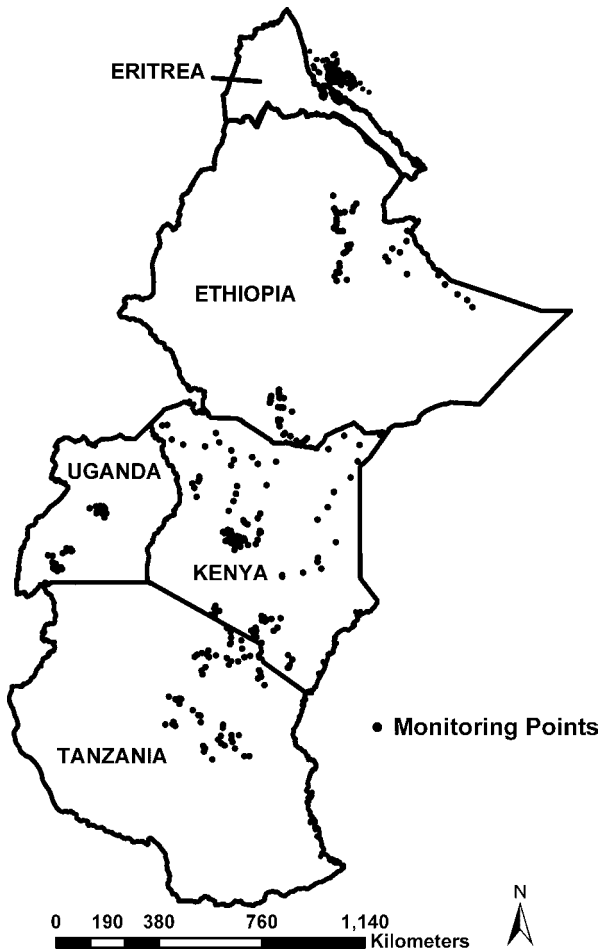 ERITREA
ETHIOPIA
UGANDA
KENYA
Monitoring Points
TANZANIA
N
0 190 380 760 1,140
Kilometers